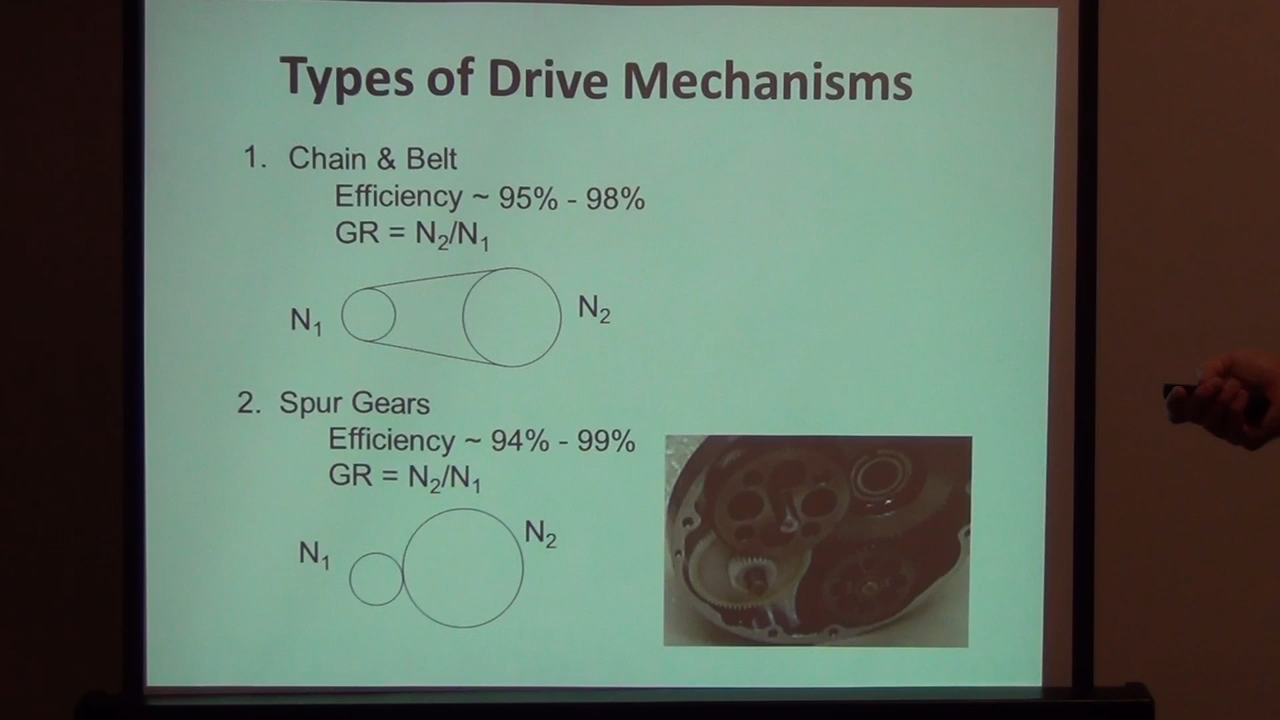 Types of Drive Mechanisms
1. Chain & Belt
Efficiency ~ 95% - 98%
GR = N₂/N₁
N₁
N₂
2. Spur Gears
Efficiency ~ 94% - 99%
GR = N₂/N₁
N₁
N₂